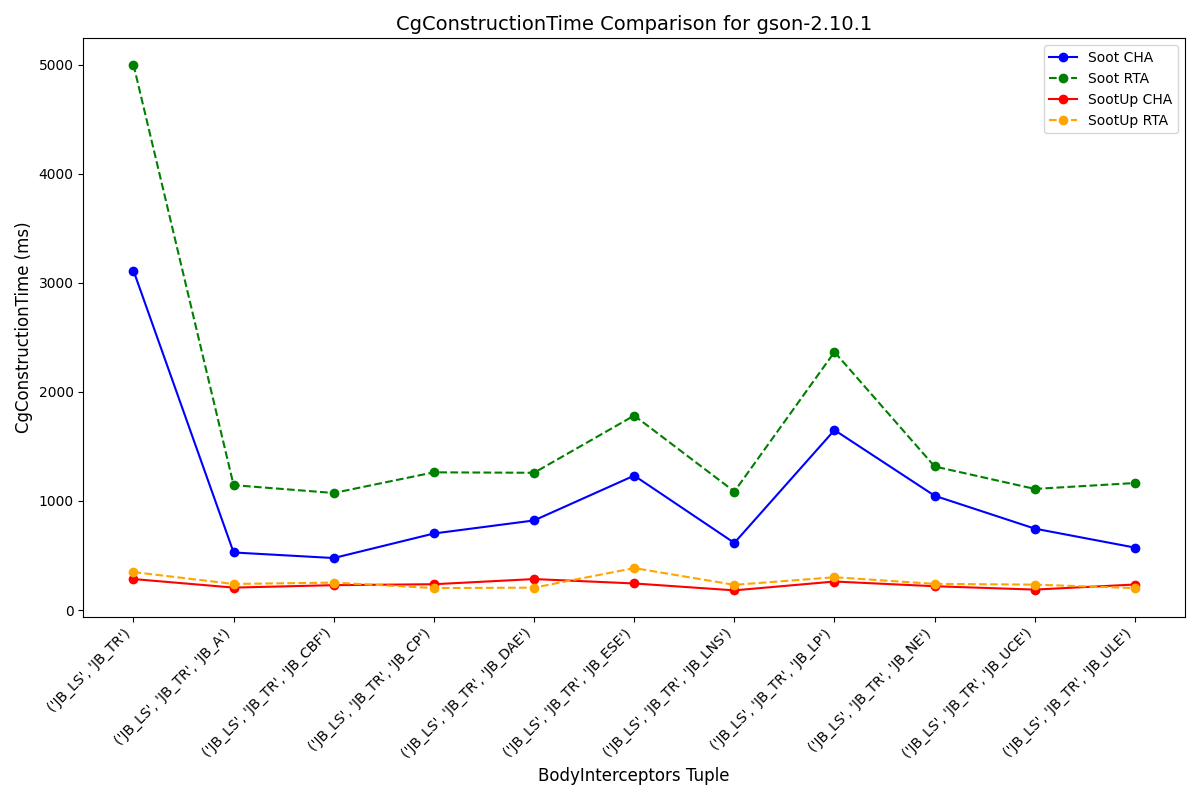 CgConstructionTime Comparison for gson-2.10.1
Soot CHA
Soot RTA
SootUp CHA
SootUp RTA
CgConstructionTime (ms)
5000
4000
3000
2000
1000
0
('JB_LS', 'JB_TR')
('JB_LS', 'JB_TR', 'JB_A')
('JB_LS', 'JB_TR', 'JB_CBF')
('JB_LS', 'JB_TR', 'JB_CP')
('JB_LS', 'JB_TR', 'JB_DAE')
('JB_LS', 'JB_TR', 'JB_ESE')
('JB_LS', 'JB_TR', 'JB_LNS')
('JB_LS', 'JB_TR', 'JB_LP')
('JB_LS', 'JB_TR', 'JB_NE')
('JB_LS', 'JB_TR', 'JB_UCE')
('JB_LS', 'JB_TR', 'JB_ULE')
BodyInterceptors Tuple